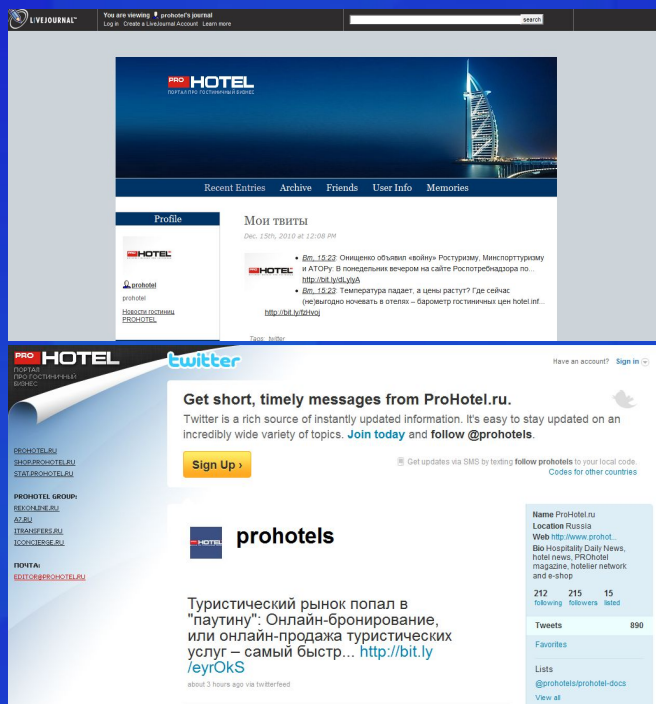 LIVEJOURNAL™
You are viewing prohotel's journal
Log in Create a LiveJournal Account Learn more
search
PRO HOTEL
ПОРТАЛ ПРО ГОСТИНИЧНЫЙ БИЗНЕС
Recent Entries Archive Friends User Info Memories
Profile
HOTEL
prohotel
prohotel
Новости гостиниц
PROHOTEL
Мои твиты
Dec. 15th, 2010 at 12:08 PM
HOTEL
Вт, 15:23: Онищенко объявил «войну» Ростуризму, Минспорттуризму
и АТОРу: В понедельник вечером на сайте Роспотребнадзора по...
http://bit.ly/dLylyA
Вт, 15:23: Температура падает, а цены растут? Где сейчас
(не)выгодно ночевать в отелях – барометр гостиничных цен hotel.inf...
http://bit.ly/fzHvoj
Tags: twitter
PRO HOTEL
ПОРТАЛ
ПРО ГОСТИНИЧНЫЙ
БИЗНЕС
PROHOTEL.RU
SHOP.PROHOTEL.RU
STAT.PROHOTEL.RU
PROHOTEL GROUP:
REKONLINE.RU
A7.RU
ITRANSFERS.RU
ICONCIERGE.RU
ПОЧТА:
EDITOR@PROHOTEL.RU
twitter
Have an account? Sign in
Get short, timely messages from ProHotel.ru.
Twitter is a rich source of instantly updated information. It's easy to stay updated on an
incredibly wide variety of topics. Join today and follow @prohotels.
Sign Up ›
Get updates via SMS by texting follow prohotels to your local code.
Codes for other countries
HOTEL
prohotels
Туристический рынок попал в
"паутину": Онлайн-бронирование,
или онлайн-продажа туристических
услуг – самый быстр... http://bit.ly
/eyrOkS
about 3 hours ago via twitterfeed
Name ProHotel.ru
Location Russia
Web http://www.prohot...
Bio Hospitality Daily News,
hotel news, PROhotel
magazine, hotelier network
and e-shop
212 215 15
following followers listed
Tweets 890
Favorites
Lists
@prohotels/prohotel-docs
View all